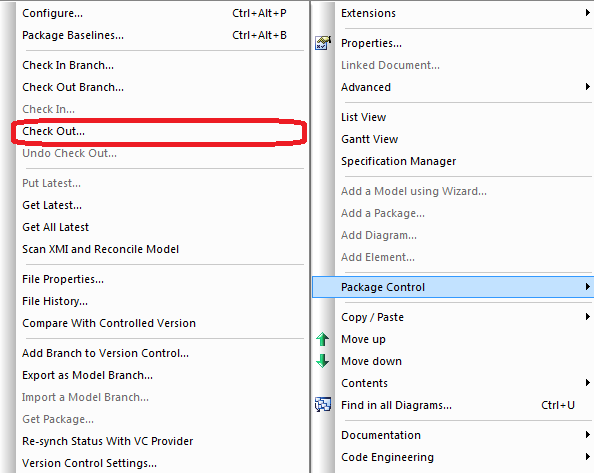 Configure... Ctrl+Alt+P
Package Baselines... Ctrl+Alt+B
Check In Branch...
Check Out Branch...
Check In...
Check Out...
Undo Check Out...
Put Latest...
Get Latest...
Get All Latest
Scan XMI and Reconcile Model
File Properties...
File History...
Compare With Controlled Version
Add Branch to Version Control...
Export as Model Branch...
Import a Model Branch...
Get Package...
Re-synch Status With VC Provider
Version Control Settings...
Extensions
Properties...
Linked Document...
Advanced
List View
Gantt View
Specification Manager
Add a Model using Wizard...
Add a Package...
Add Diagram...
Add Element...
Package Control
Copy / Paste
Move up
Move down
Contents
Find in all Diagrams... Ctrl+U
Documentation
Code Engineering